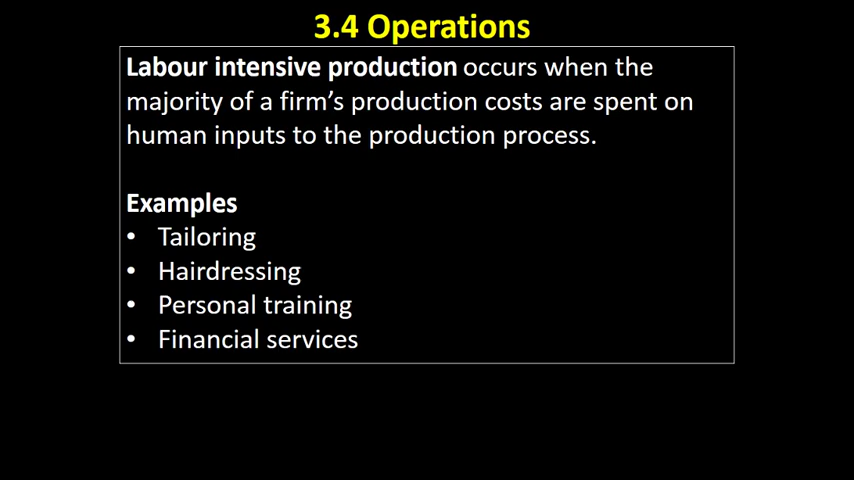 3.4 Operations
Labour intensive production occurs when the
majority of a firm’s production costs are spent on
human inputs to the production process.
Examples
• Tailoring
• Hairdressing
• Personal training
• Financial services